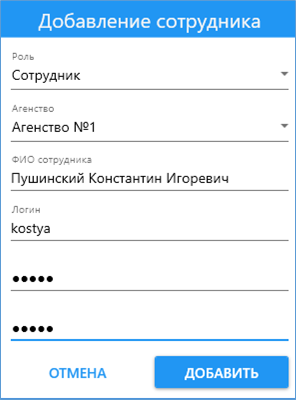 Добавление сотрудника
Роль
Сотрудник
Агенство
Агенство №1
ФИО сотрудника
Пушинский Константин Игоревич
Логин
kostya
•••••
•••••
ОТМЕНА
ДОБАВИТЬ